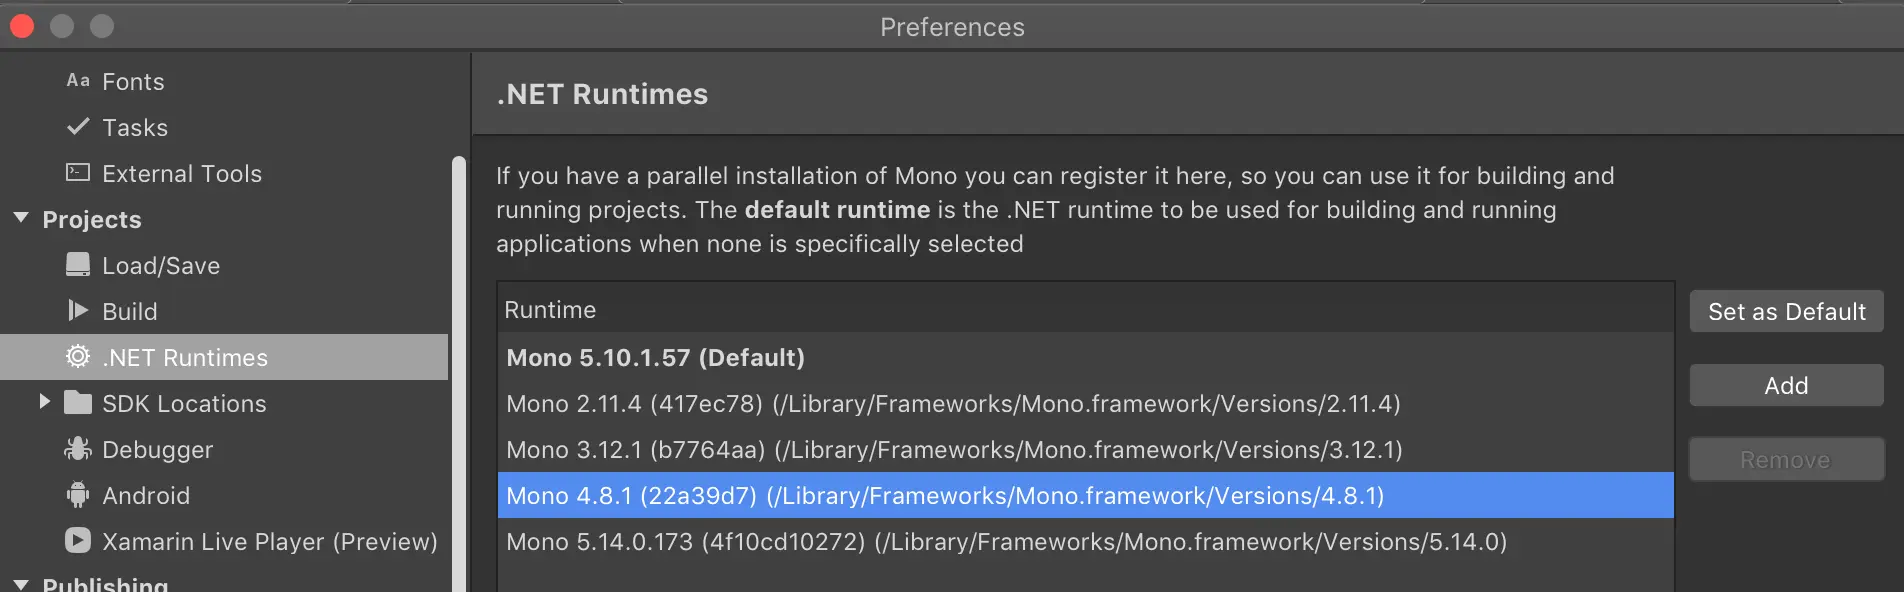 Preferences
Aa Fonts
Tasks
External Tools
Projects
Load/Save
Build
.NET Runtimes
SDK Locations
Debugger
Android
Xamarin Live Player (Preview)
Publishing
.NET Runtimes
If you have a parallel installation of Mono you can register it here, so you can use it for building and
running projects. The default runtime is the .NET runtime to be used for building and running
applications when none is specifically selected
Runtime
Mono 5.10.1.57 (Default)
Mono 2.11.4 (417ec78) (/Library/Frameworks/Mono.framework/Versions/2.11.4)
Mono 3.12.1 (b7764aa) (/Library/Frameworks/Mono.framework/Versions/3.12.1)
Mono 4.8.1 (22a39d7) (/Library/Frameworks/Mono.framework/Versions/4.8.1)
Mono 5.14.0.173 (4f10cd10272) (/Library/Frameworks/Mono.framework/Versions/5.14.0)
Set as Default
Add
Remove